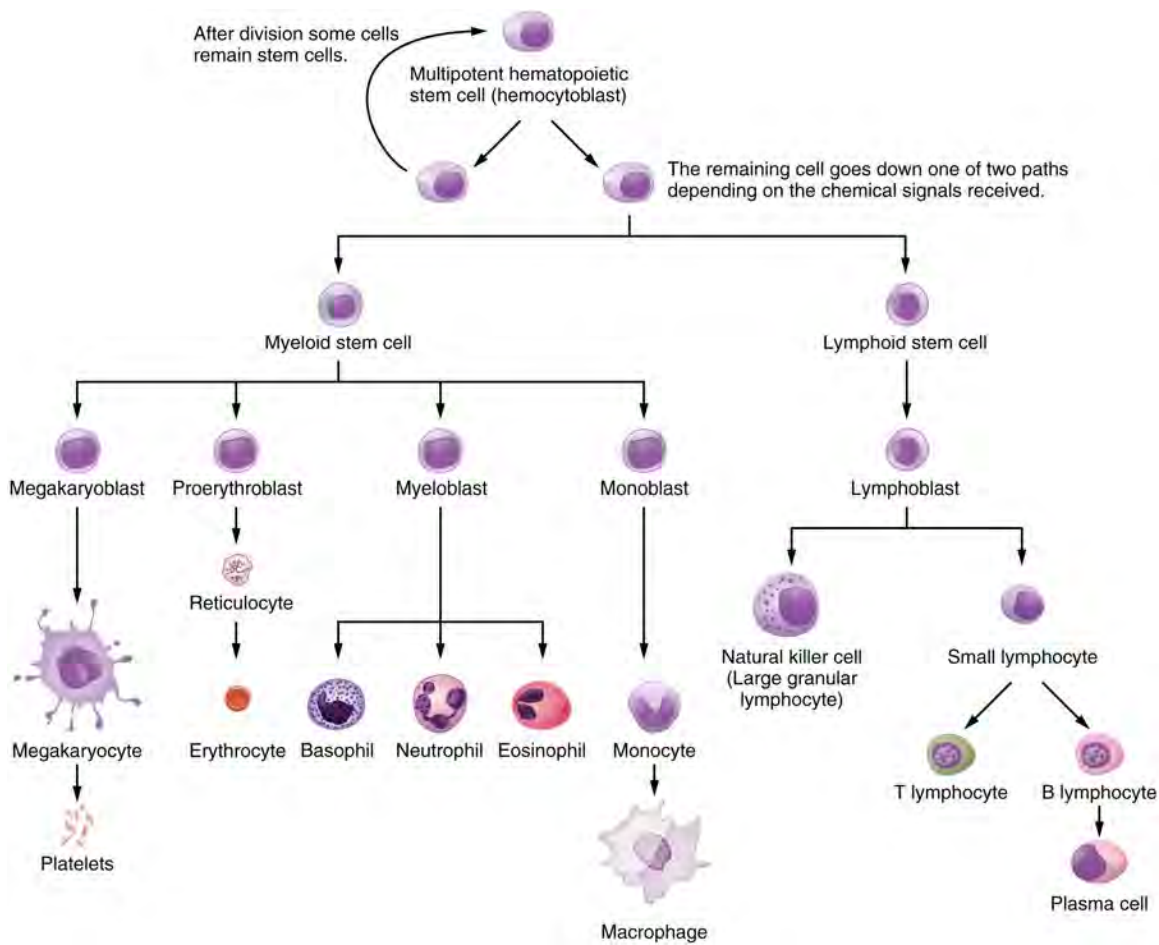 After division some cells
remain stem cells.
Multipotent hematopoietic
stem cell (hemocytoblast)
The remaining cell goes down one of two paths
depending on the chemical signals received.
Myeloid stem cell
Lymphoid stem cell
Megakaryoblast
Proerythroblast
Myeloblast
Monoblast
Lymphoblast
Reticulocyte
Natural killer cell
(Large granular
lymphocyte)
Small lymphocyte
Megakaryocyte
Erythrocyte
Basophil
Neutrophil
Eosinophil
Monocyte
T lymphocyte
B lymphocyte
Platelets
Macrophage
Plasma cell